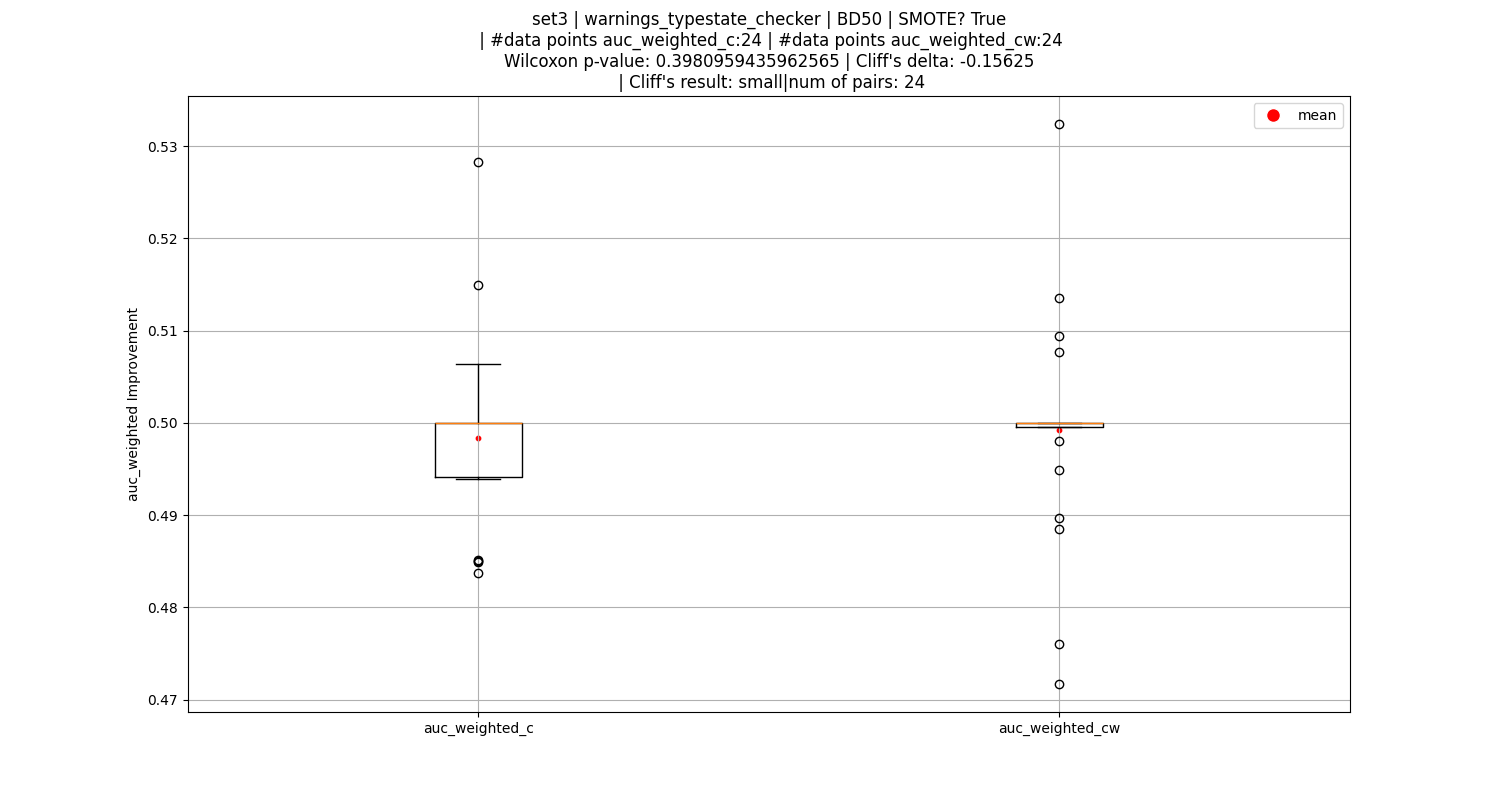 set3 | warnings_typestate_checker | BD50 | SMOTE? True
| #data points auc_weighted_c:24 | #data points auc_weighted_cw:24
Wilcoxon p-value: 0.3980959435962565 | Cliff's delta: -0.15625
| Cliff's result: small|num of pairs: 24
mean
0.53
0.52
0.51
0.50
0.49
0.48
0.47
auc_weighted Improvement
auc_weighted_c
auc_weighted_cw